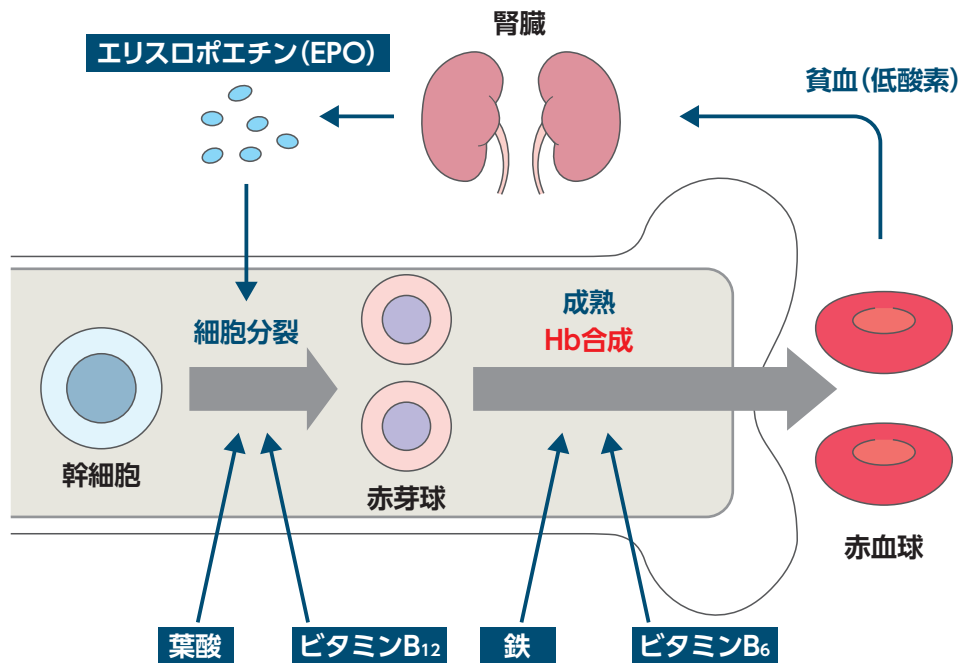 腎臓
エリスロポエチン(EPO)
貧血(低酸素)
細胞分裂
成熟
Hb合成
幹細胞
赤芽球
赤血球
葉酸
ビタミンB12
鉄
ビタミンB6